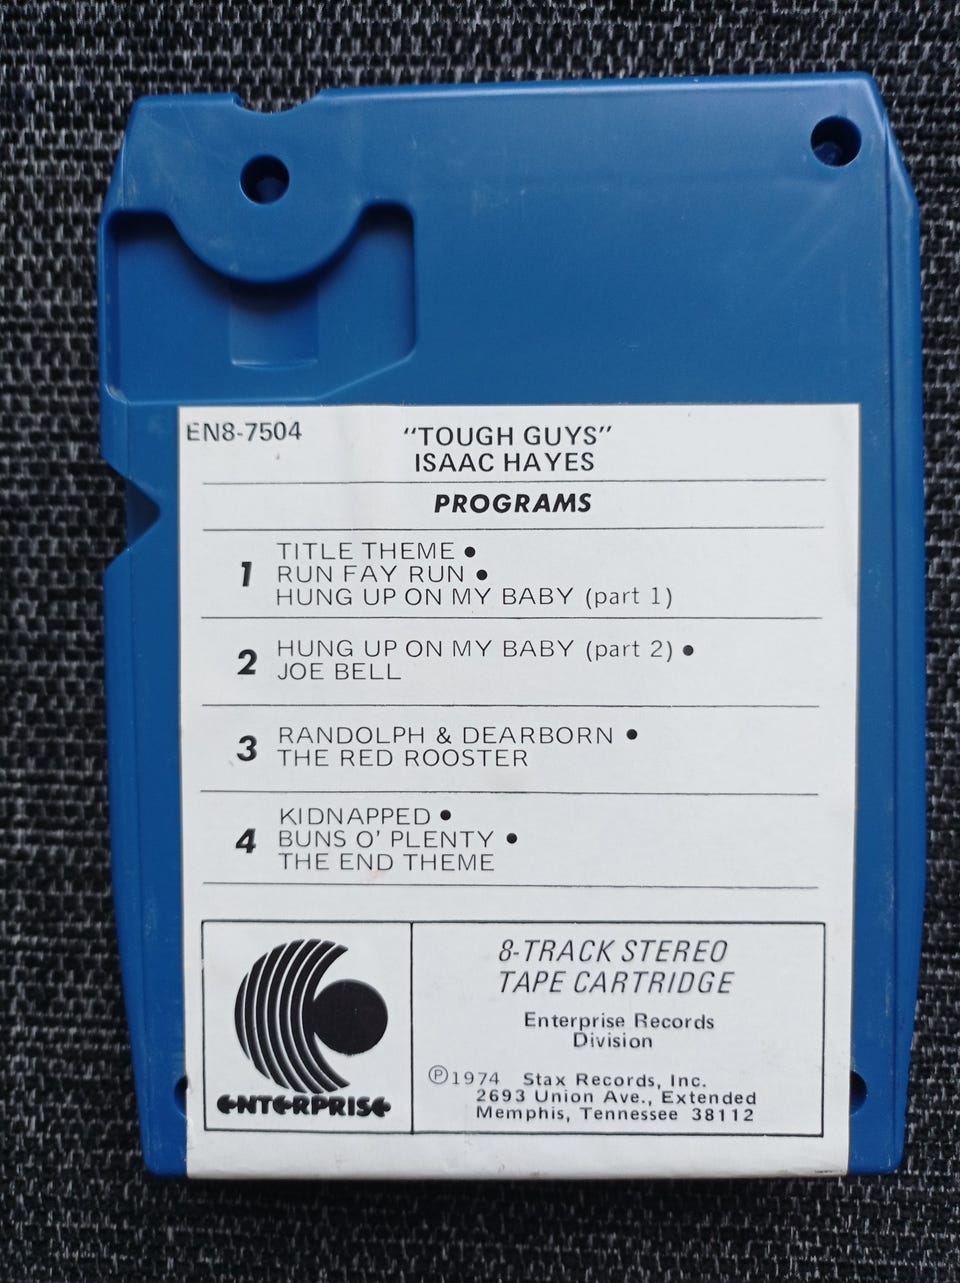 EN8-7504
"TOUGH GUYS"
ISAAC HAYES
PROGRAMS
1
TITLE THEME •
RUN FAY RUN •
HUNG UP ON MY BABY (part 1)
2
HUNG UP ON MY BABY (part 2) •
JOE BELL
3
RANDOLPH & DEARBORN •
THE RED ROOSTER
4
KIDNAPPED •
BUNS O' PLENTY •
THE END THEME
ENTERPRISE
8-TRACK STEREO
TAPE CARTRIDGE
Enterprise Records
Division
℗1974 Stax Records, Inc.
2693 Union Ave., Extended
Memphis, Tennessee 38112